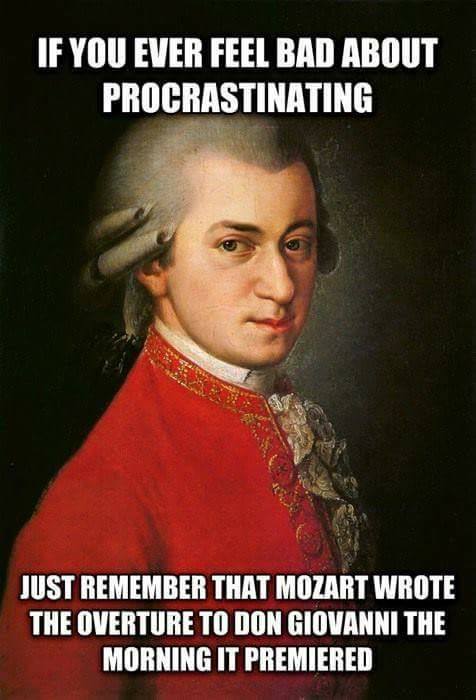 IF YOU EVER FEEL BAD ABOUT
PROCRASTINATING
JUST REMEMBER THAT MOZART WROTE
THE OVERTURE TO DON GIOVANNI THE
MORNING IT PREMIERED